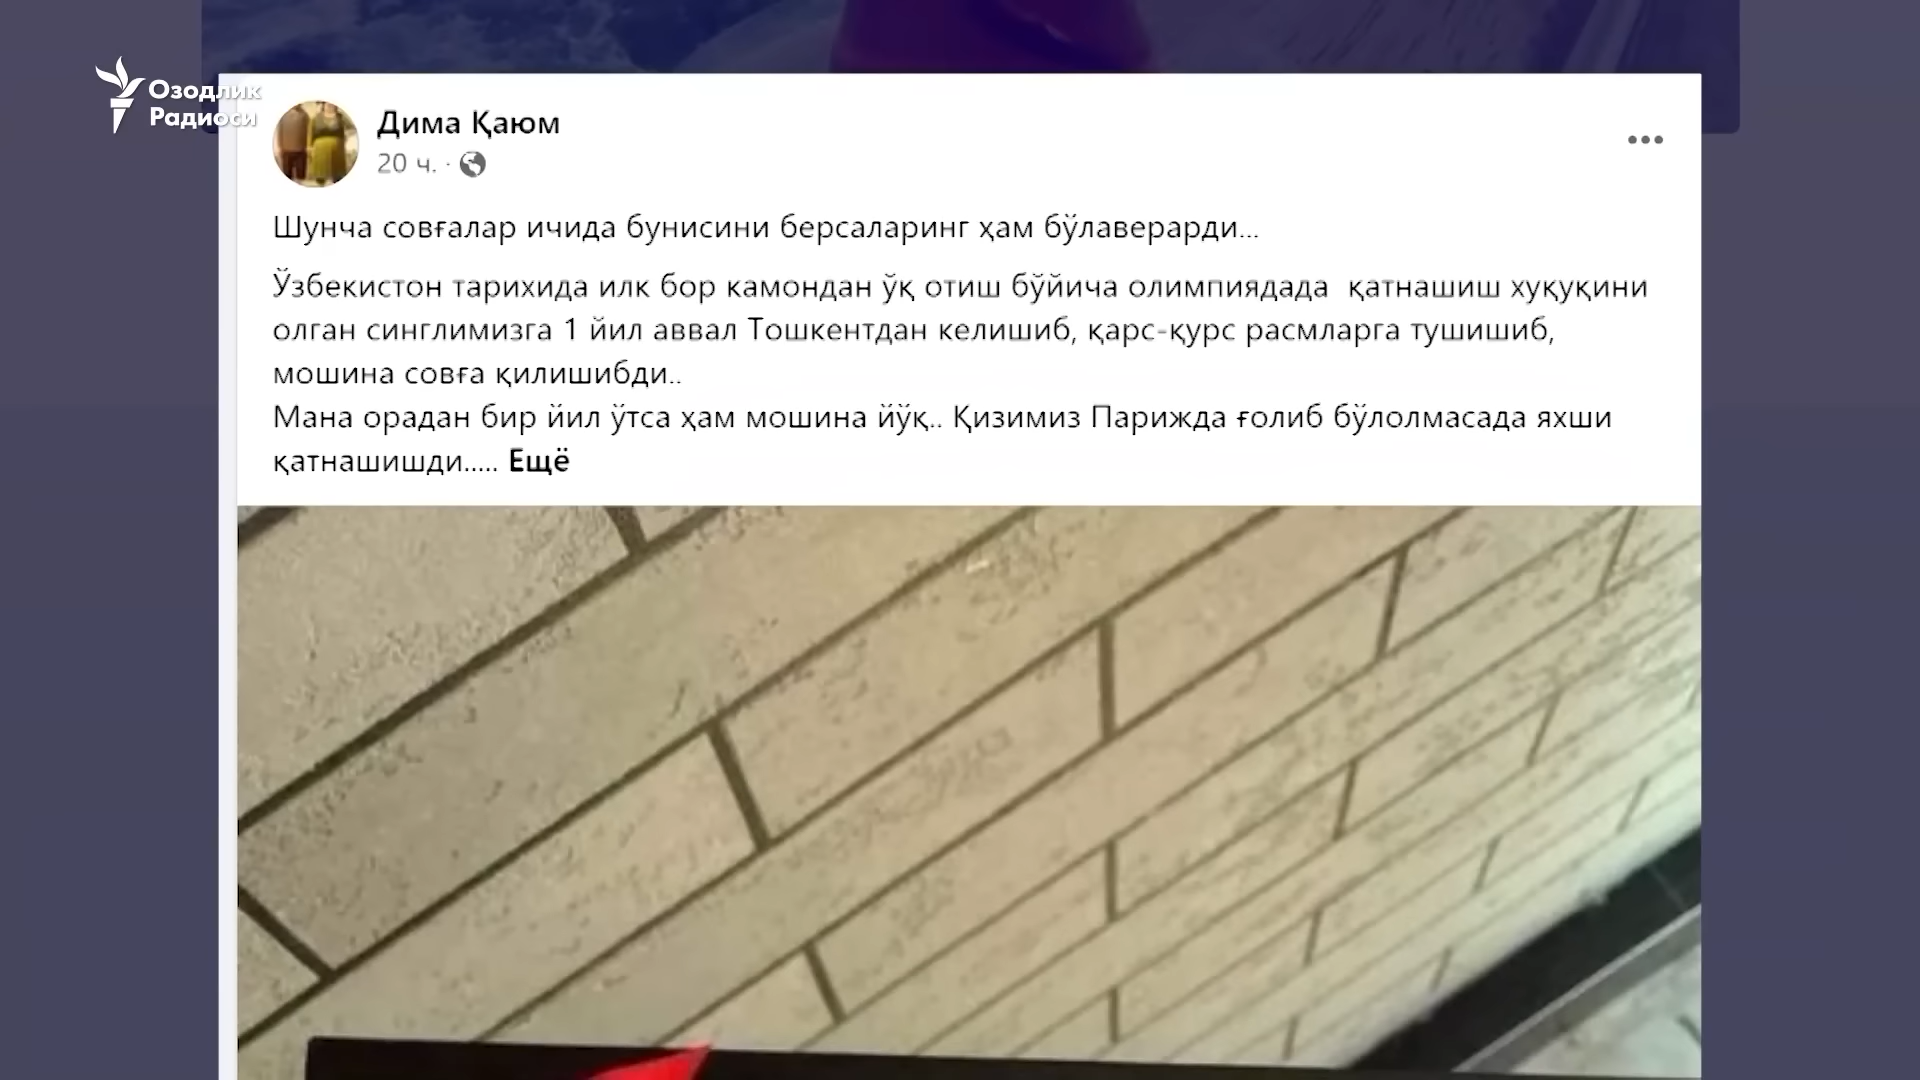 Озодлик
Радиоси
Дима Қаюм
20 ч. ·
Шунча совғалар ичида бунисини берсаларинг ҳам бўлаверарди...
Ўзбекистон тарихида илк бор камондан ўқ отиш бўйича олимпиядада қатнашиш хуқуқини
олган синглимизга 1 йил аввал Тошкентдан келишиб, қарс-қурс расмларга тушишиб,
мошина совға қилишибди..
Мана орадан бир йил ўтса ҳам мошина йўқ.. Қизимиз Парижда ғолиб бўлолмасада яхши
қатнашишди..... Ещё